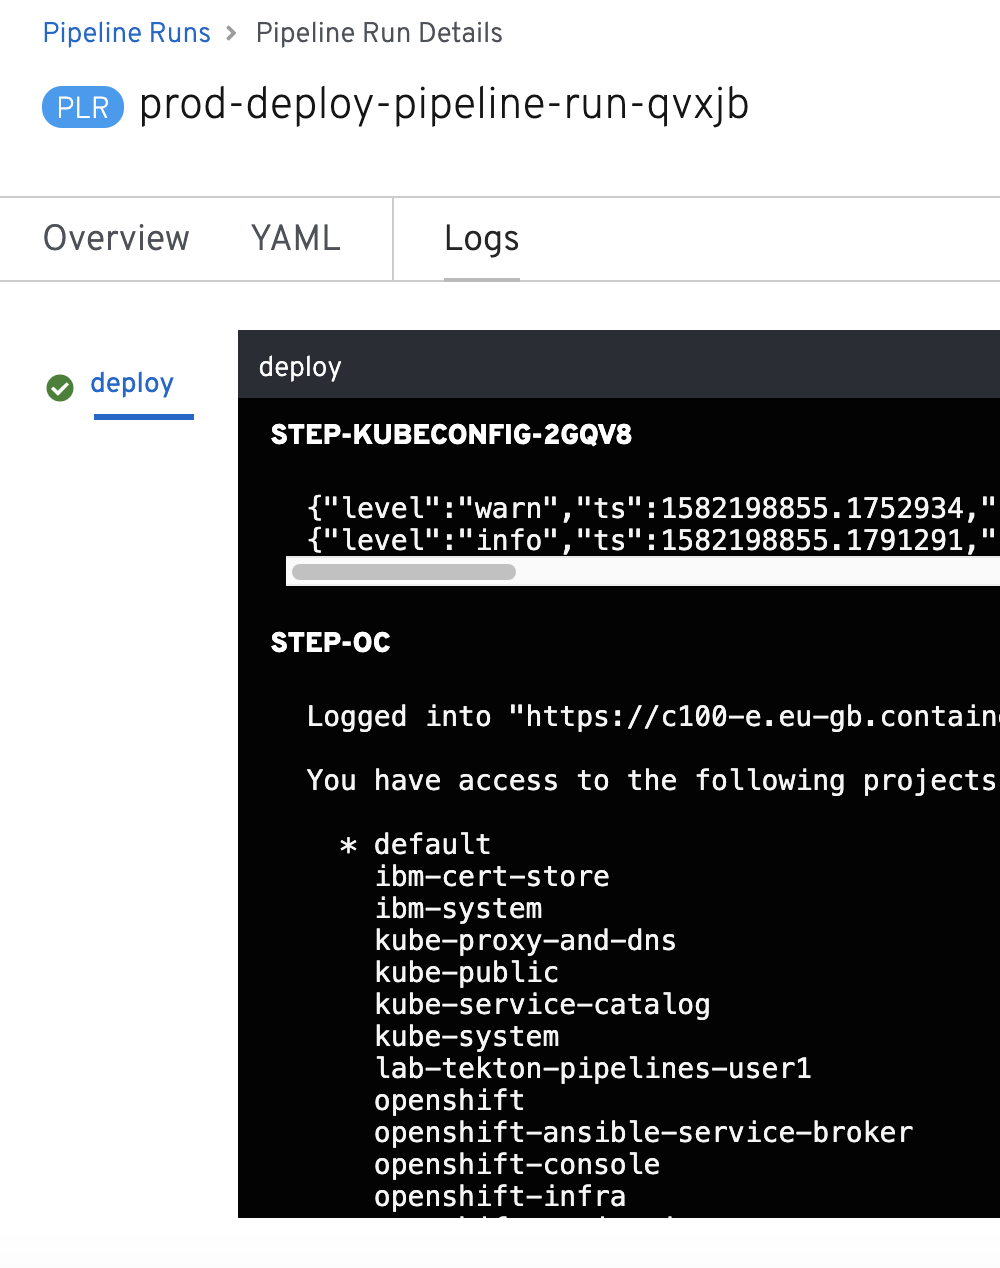 Pipeline Runs > Pipeline Run Details
PLR prod-deploy-pipeline-run-qvxjb
Overview YAML Logs
deploy
deploy
STEP-KUBECONFIG-2GQV8
{"level":"warn","ts":1582198855.1752934,"
{"level":"info","ts":1582198855.1791291,"
STEP-OC
Logged into "https://c100-e.eu-gb.contain
You have access to the following projects
* default
ibm-cert-store
ibm-system
kube-proxy-and-dns
kube-public
kube-service-catalog
kube-system
lab-tekton-pipelines-user1
openshift
openshift-ansible-service-broker
openshift-console
openshift-infra